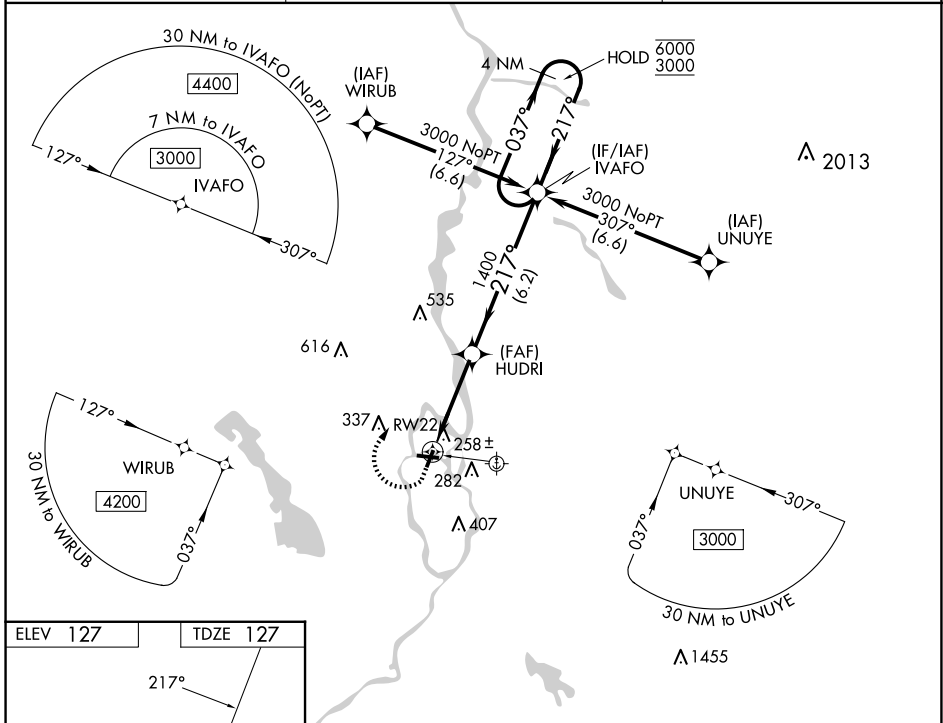 30 NM to IVAFO (NoPT)
4400
7 NM to IVAFO
3000
127°
IVAFO
307°
(IAF)
WIRUB
3000 NoPT
127°
(6.6)
4 NM
HOLD 6000
3000
037°
217°
(IF/IAF)
IVAFO
2013
3000 NoPT
307°
(6.6)
(IAF)
UNUYE
1400
217°
(6.2)
535
616
(FAF)
HUDRI
337
RW22
258±
282
407
127°
WIRUB
4200
037°
30 NM to WIRUB
UNUYE
307°
3000
037°
30 NM to UNUYE
1455
ELEV 127
TDZE 127
217°